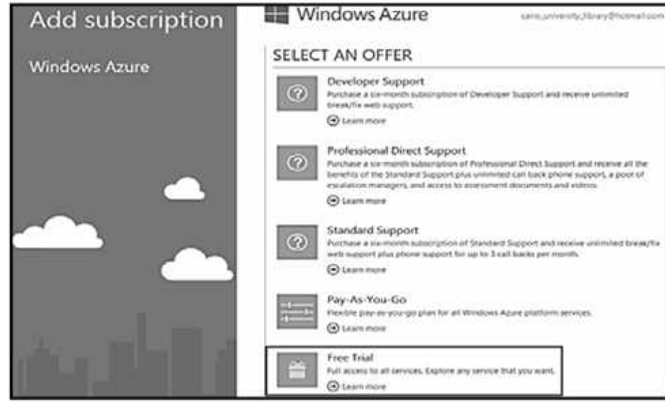 Add subscription
Windows Azure
Windows Azure
cairo_university_library@hotmail.com
SELECT AN OFFER
Developer Support
Purchase a six-month subscription of Developer Support and receive unlimited
break/fix web support.
Learn more
Professional Direct Support
Purchase a six-month subscription of Professional Direct Support and receive all the
benefits of the Standard Support plus unlimited call back phone support, a pool of
escalation managers, and access to assessment documents and videos.
Learn more
Standard Support
Purchase a six-month subscription of Standard Support and receive unlimited break/fix
web support plus phone support for up to 3 call backs per month.
Learn more
Pay-As-You-Go
Flexible pay-as-you-go plan for all Windows Azure platform services.
Learn more
Free Trial
Full access to all services. Explore any service that you want.
Learn more